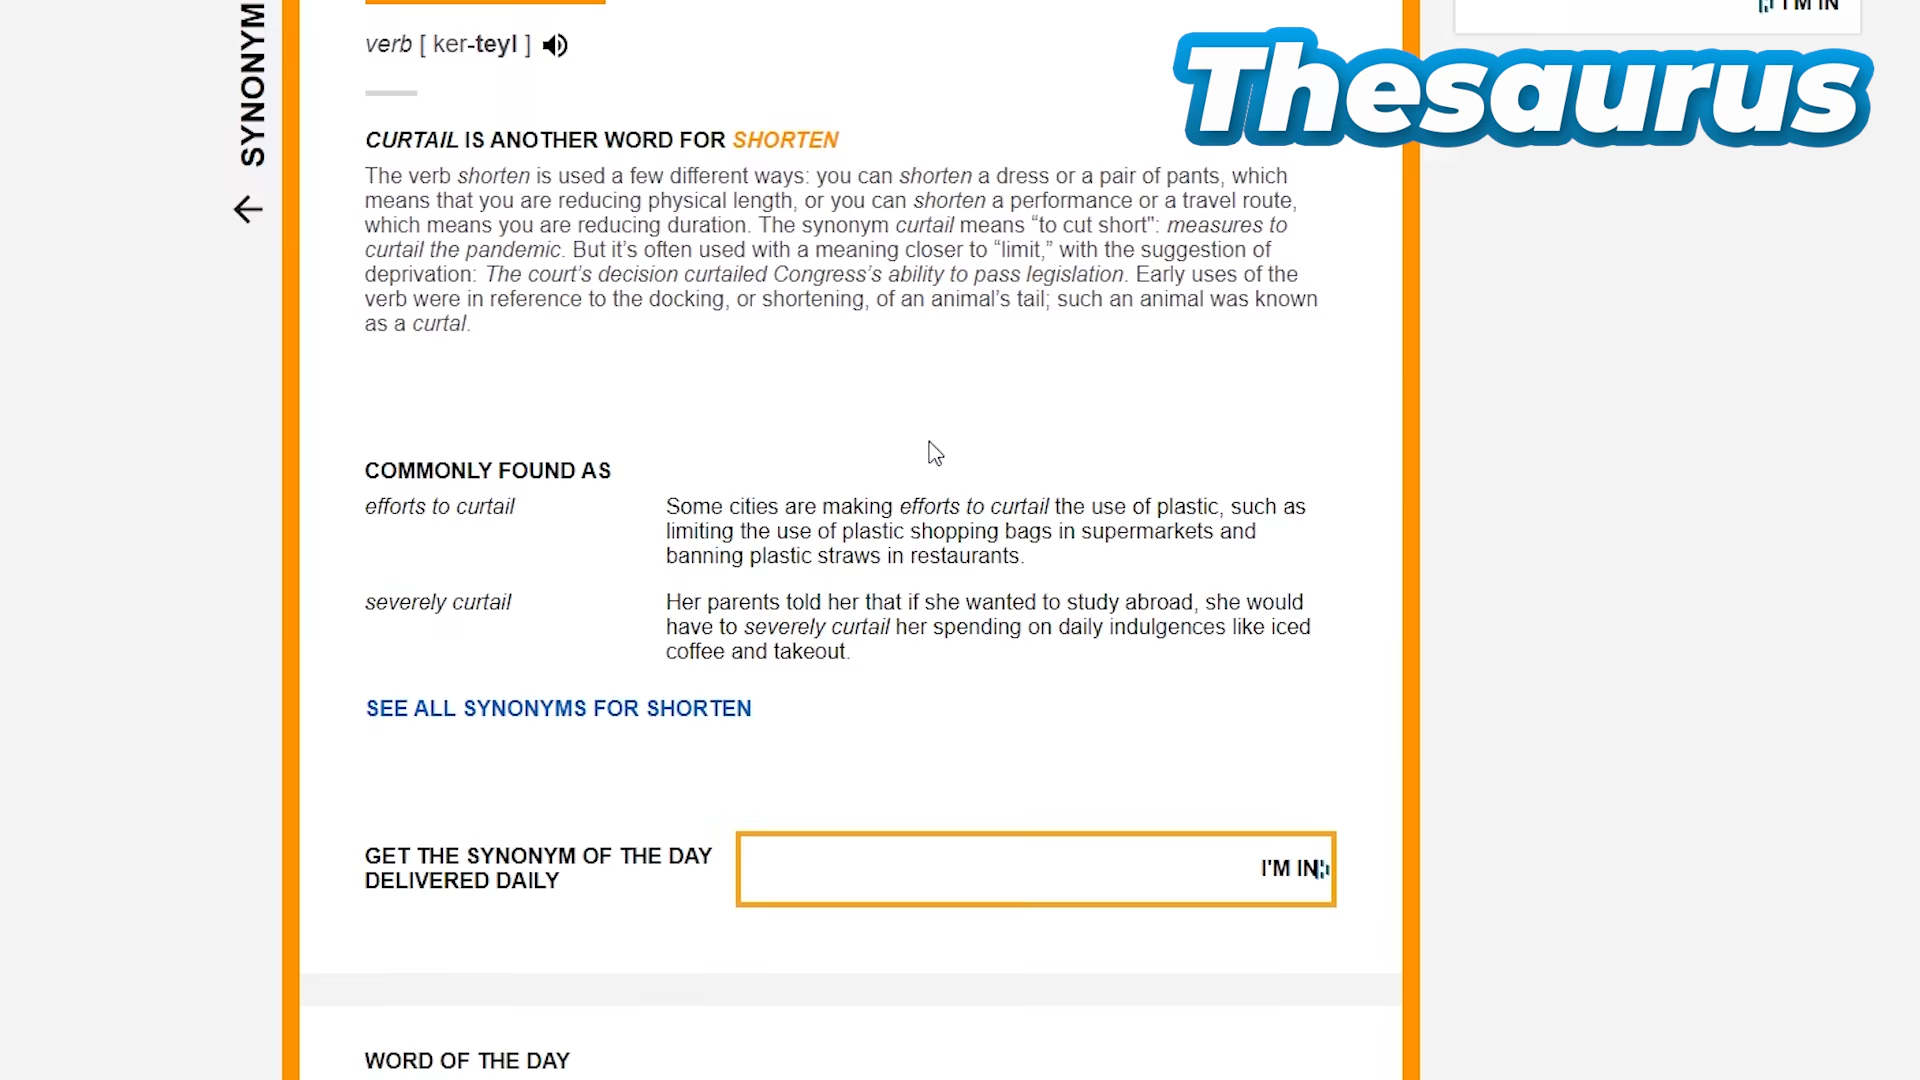 SYNONYM
I'M IN
Thesaurus
verb [ ker-teyl ]
CURTAIL IS ANOTHER WORD FOR SHORTEN
The verb shorten is used a few different ways: you can shorten a dress or a pair of pants, which
means that you are reducing physical length, or you can shorten a performance or a travel route,
which means you are reducing duration. The synonym curtail means “to cut short": measures to
curtail the pandemic. But it’s often used with a meaning closer to “limit,” with the suggestion of
deprivation: The court’s decision curtailed Congress’s ability to pass legislation. Early uses of the
verb were in reference to the docking, or shortening, of an animal’s tail; such an animal was known
as a curtal.
COMMONLY FOUND AS
efforts to curtail
Some cities are making efforts to curtail the use of plastic, such as
limiting the use of plastic shopping bags in supermarkets and
banning plastic straws in restaurants.
severely curtail
Her parents told her that if she wanted to study abroad, she would
have to severely curtail her spending on daily indulgences like iced
coffee and takeout.
SEE ALL SYNONYMS FOR SHORTEN
GET THE SYNONYM OF THE DAY
DELIVERED DAILY
I'M IN
WORD OF THE DAY